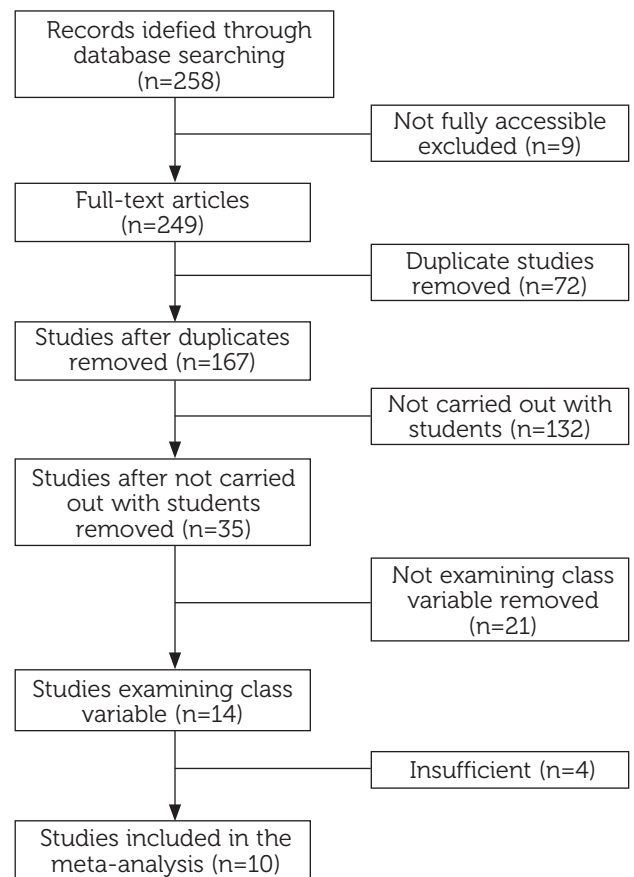 Records idefied through
database searching
(n=258)
Not fully accessible
excluded (n=9)
Full-text articles
(n=249)
Duplicate studies
removed (n=72)
Studies after duplicates
removed (n=167)
Not carried out with
students (n=132)
Studies after not carried
out with students
removed (n=35)
Not examining class
variable removed
(n=21)
Studies examining class
variable (n=14)
Insufficient (n=4)
Studies included in the
meta-analysis (n=10)